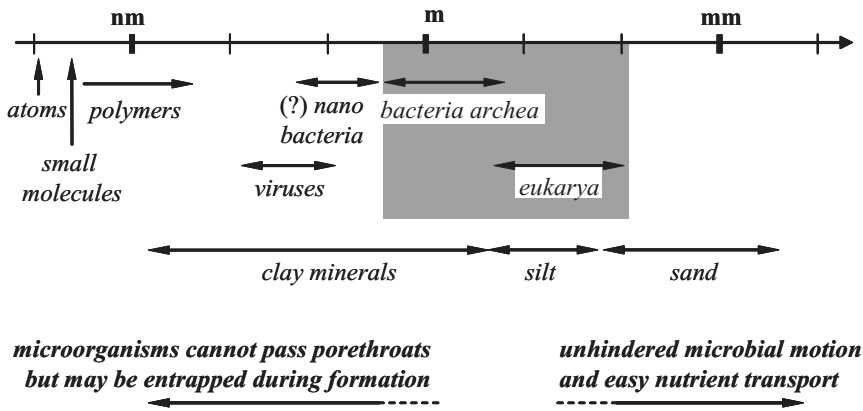 nm m mm
atoms polymers (?) nano bacteria archea
bacteria
small
molecules
viruses eukarya
clay minerals silt sand
microorganisms cannot pass porethroats
but may be entrapped during formation
unhindered microbial motion
and easy nutrient transport